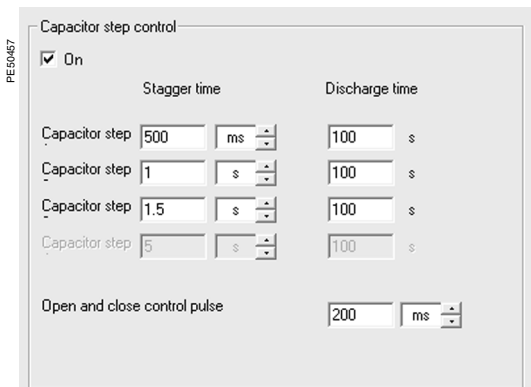 PE50457
Capacitor step control
On
Stagger time Discharge time
Capacitor step 500 ms 100 s
Capacitor step 1 s 100 s
Capacitor step 1.5 s 100 s
Capacitor step 5 s 100 s
Open and close control pulse 200 ms